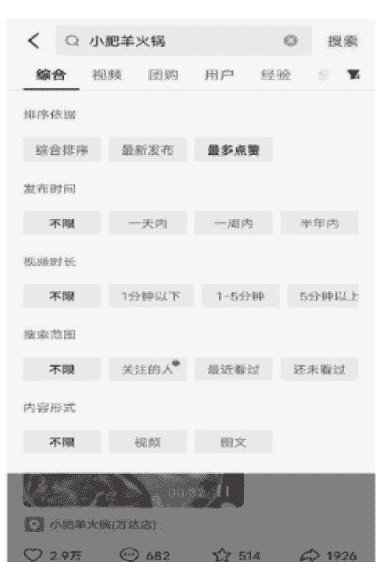 小肥羊火锅 搜索
综合 视频 团购 用户 经验
排序依据
综合排序 最新发布 最多点赞
发布时间
不限 一天内 一周内 半年内
视频时长
不限 1分钟以下 1-5分钟 5分钟以上
搜索范围
不限 关注的人 最近看过 还未看过
内容形式
不限 视频 图文
00:32
小肥羊火锅(万达店)
2.9万 682 514 1926